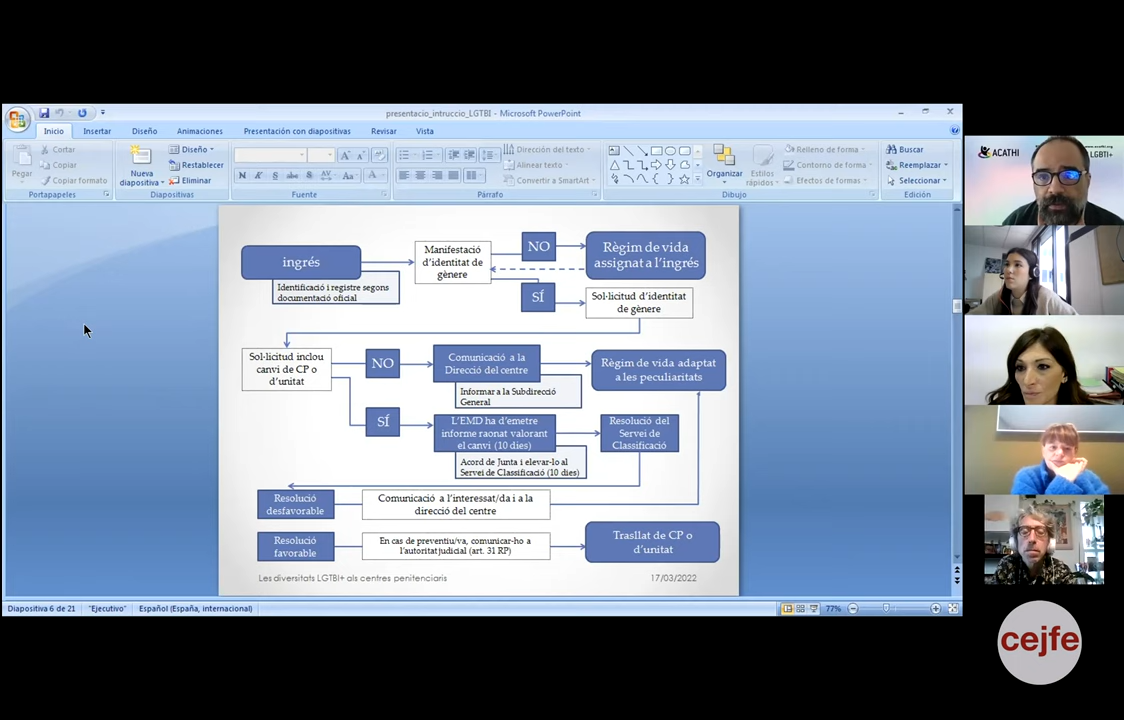 presentacio_intruccio_LGTBI - Microsoft PowerPoint
Inicio
Insertar
Diseño
Animaciones
Presentación con diapositivas
Revisar
Vista
Pegar
Cortar
Copiar
Copiar formato
Portapapeles
Nueva
diapositiva
Diseño
Restablecer
Eliminar
Diapositivas
Fuente
Dirección del texto
Alinear texto
Convertir a SmartArt
Párrafo
Organizar
Estilos
rápidos
Relleno de forma
Contorno de forma
Efectos de formas
Dibujo
Buscar
Reemplazar
Seleccionar
Edición
ingrés
Identificació i registre segons
documentació oficial
Manifestació
d'identitat de
gènere
NO
Règim de vida
assignat a l'ingrés
SÍ
Sol·licitud d'identitat
de gènere
Sol·licitud inclou
canvi de CP o
d'unitat
NO
Comunicació a la
Direcció del centre
Informar a la Subdirecció
General
Règim de vida adaptat
a les peculiaritats
SÍ
L'EMD ha d'emetre
informe raonat valorant
el canvi (10 dies)
Acord de Junta i elevar-lo al
Servei de Classificació (10 dies)
Resolució del
Servei de
Classificació
Resolució
desfavorable
Comunicació a l'interessat/da i a la
direcció del centre
Resolució
favorable
En cas de preventiu/va, comunicar-ho a
l'autoritat judicial (art. 31 RP)
Trasllat de CP o
d'unitat
Les diversitats LGTBI+ als centres penitenciaris
17/03/2022
Diapositiva 6 de 21
"Ejecutivo"
Español (España, internacional)
77%
ACATHI
LGBTI+
cejfe